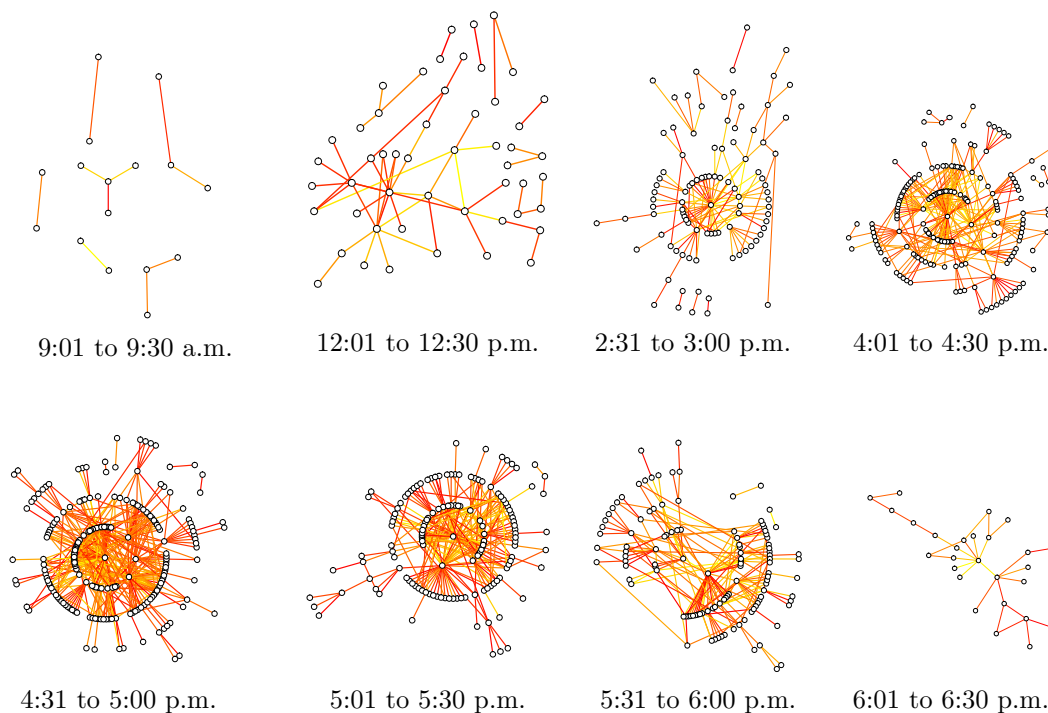 9:01 to 9:30 a.m.
12:01 to 12:30 p.m.
2:31 to 3:00 p.m.
4:01 to 4:30 p.m.
4:31 to 5:00 p.m.
5:01 to 5:30 p.m.
5:31 to 6:00 p.m.
6:01 to 6:30 p.m.